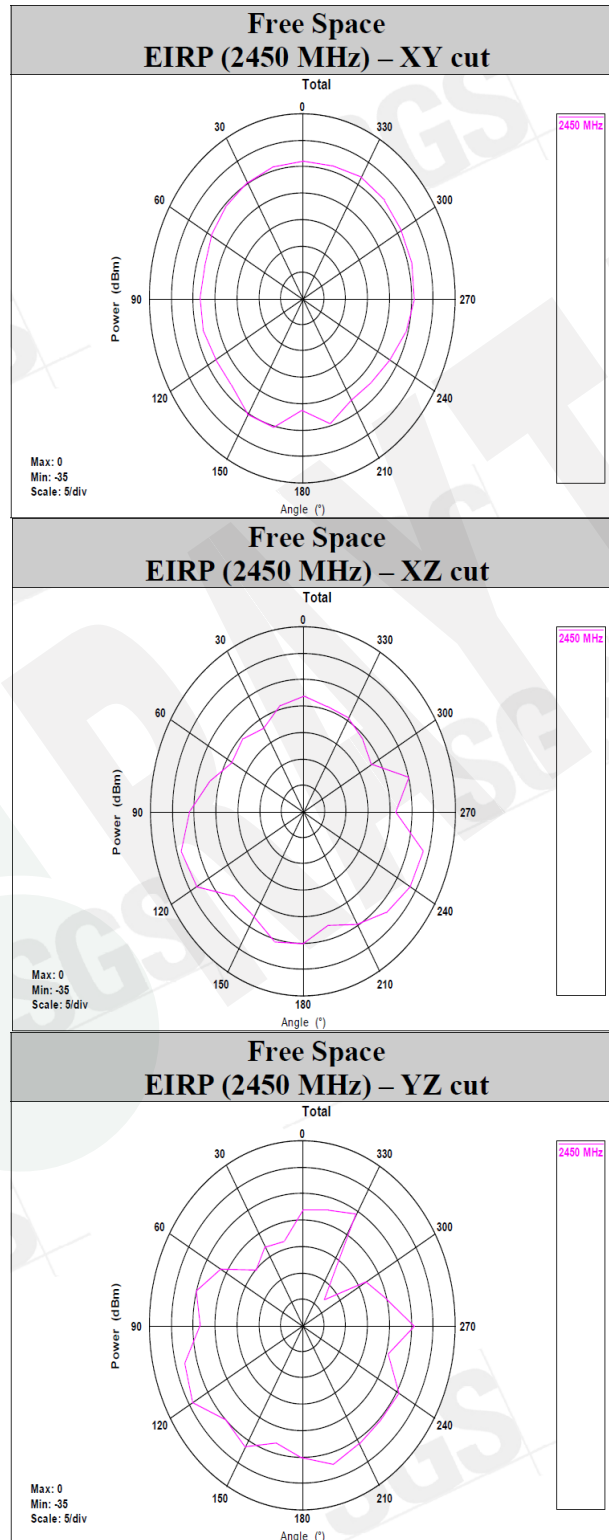 Free Space
EIRP (2450 MHz) – XY cut
Total
0
30
330
2450 MHz
60
300
Power (dBm)
90
270
120
240
150
210
180
Max: 0
Min: -35
Scale: 5/div
Angle (°)
Free Space
EIRP (2450 MHz) – XZ cut
Total
0
30
330
2450 MHz
60
300
Power (dBm)
90
270
120
240
150
210
180
Max: 0
Min: -35
Scale: 5/div
Angle (°)
Free Space
EIRP (2450 MHz) – YZ cut
Total
0
30
330
2450 MHz
60
300
Power (dBm)
90
270
120
240
150
210
180
Max: 0
Min: -35
Scale: 5/div
Angle (°)
SGS
SGS
SGS
SGS